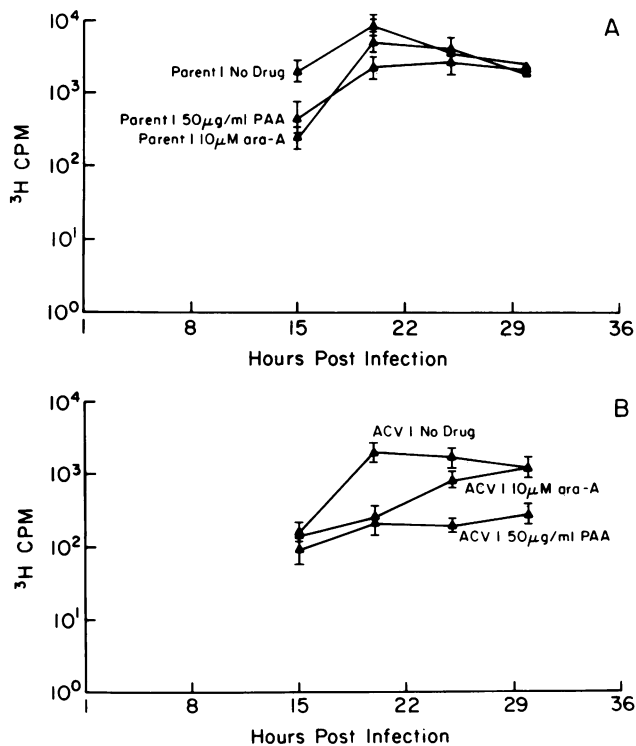 A
10⁴
10³
10²
10¹
10⁰
³H CPM
Parent I No Drug
Parent I 50μg/ml PAA
Parent I 10μM ara-A
1 8 15 22 29 36
Hours Post Infection
B
10⁴
10³
10²
10¹
10⁰
³H CPM
ACV I No Drug
ACV I 10μM ara-A
ACV I 50μg/ml PAA
1 8 15 22 29 36
Hours Post Infection